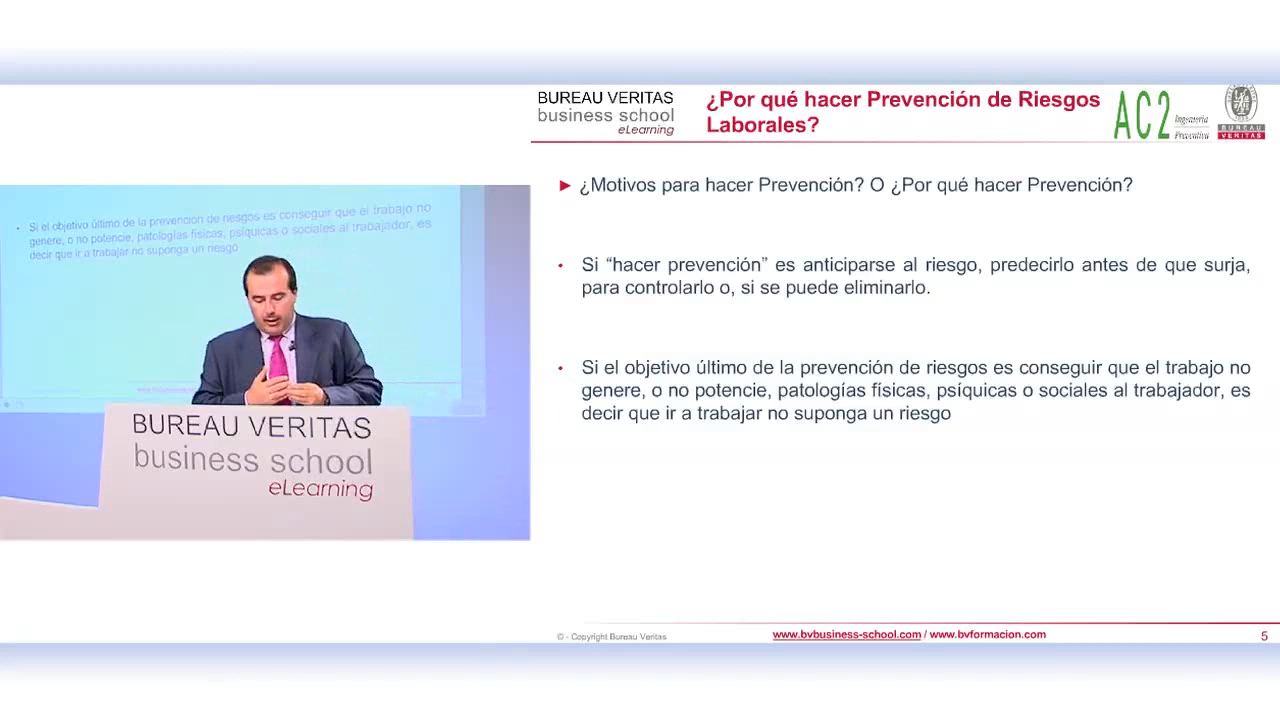 BUREAU VERITAS
business school
eLearning
¿Por qué hacer Prevención de Riesgos
Laborales?
AC2
Ingeniería
Preventiva
BUREAU
VERITAS
► ¿Motivos para hacer Prevención? O ¿Por qué hacer Prevención?
• Si “hacer prevención” es anticiparse al riesgo, predecirlo antes de que surja,
para controlarlo o, si se puede eliminarlo.
• Si el objetivo último de la prevención de riesgos es conseguir que el trabajo no
genere, o no potencie, patologías físicas, psíquicas o sociales al trabajador, es
decir que ir a trabajar no suponga un riesgo
• Si el objetivo último de la prevención de riesgos es conseguir que el trabajo no
genere, o no potencie, patologías físicas, psíquicas o sociales al trabajador, es
decir que ir a trabajar no suponga un riesgo
BUREAU VERITAS
business school
eLearning
© - Copyright Bureau Veritas
www.bvbusiness-school.com / www.bvformacion.com
5